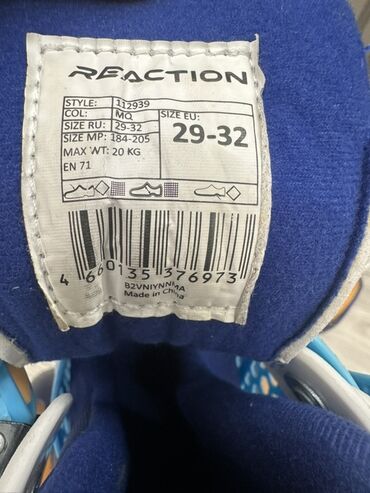 REACTION
STYLE: 112939
COL: MQ
SIZE RU: 29-32
SIZE MP: 184-205
MAX WT: 20 KG
EN 71
SIZE EU:
29-32
4 660135 376973
B2VNIYNNMA
Made in China